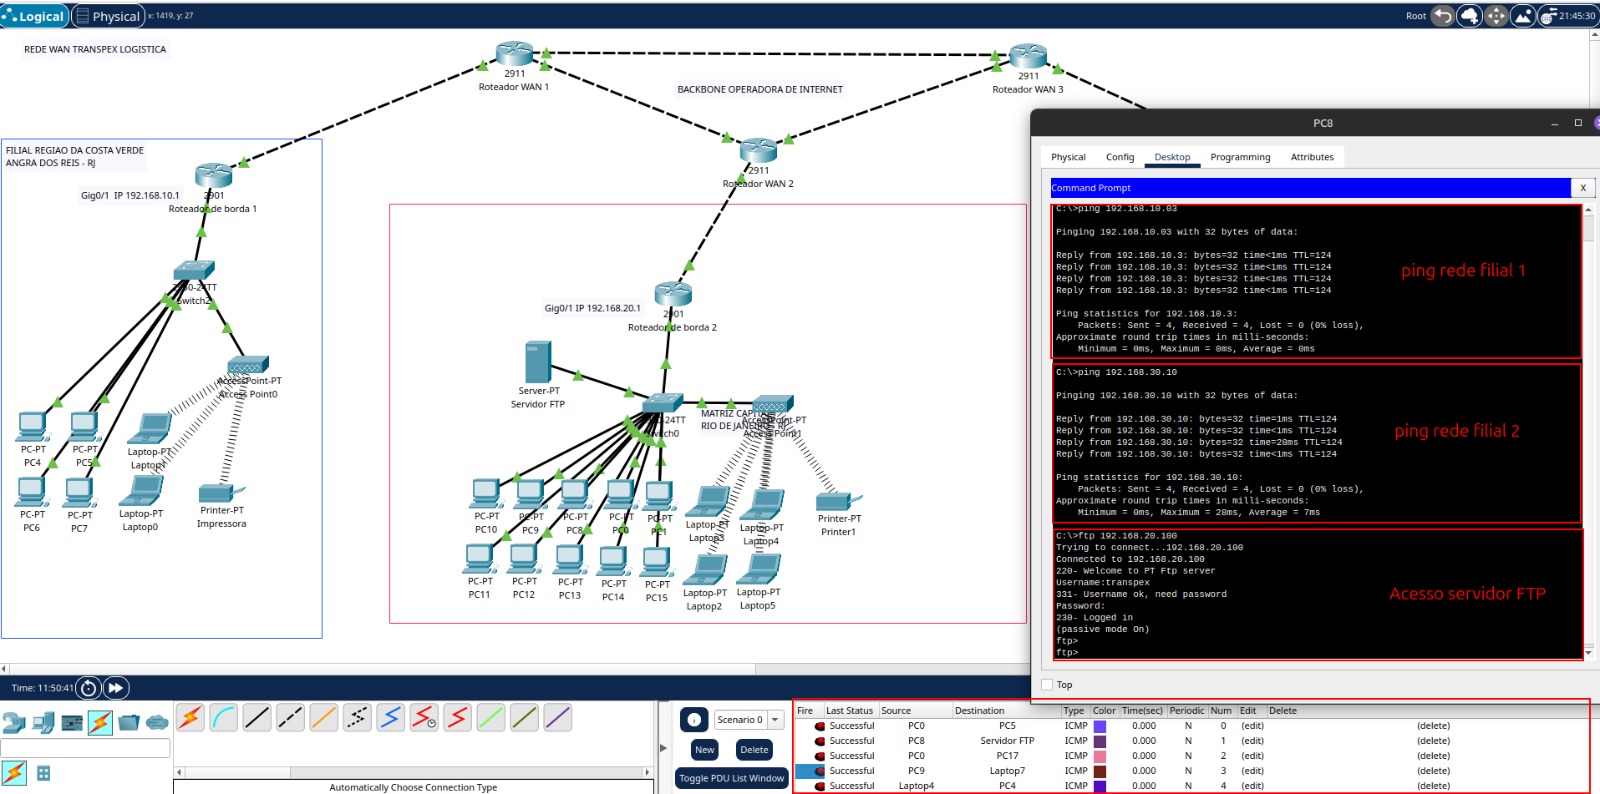 Logical
Physical
x: 1419, y: 27
Root
21:45:30
REDE WAN TRANSPEX LOGISTICA
2911
Roteador WAN 1
2911
Roteador WAN 3
BACKBONE OPERADORA DE INTERNET
2911
Roteador WAN 2
FILIAL REGIAO DA COSTA VERDE
ANGRA DOS REIS - RJ
Gig0/1 IP 192.168.10.1
2901
Roteador de borda 1
2950-24TT
Switch2
AccessPoint-PT
Access Point0
PC-PT
PC4
PC-PT
PC5
Laptop-PT
Laptop1
PC-PT
PC6
PC-PT
PC7
Laptop-PT
Laptop0
Printer-PT
Impressora
Gig0/1 IP 192.168.20.1
2901
Roteador de borda 2
Server-PT
Servidor FTP
-24TT
Switch0
MATRIZ CAPITAL
RIO DE JANEIRO
AccessPoint-PT
Access Point1
PC-PT
PC10
PC-PT
PC9
PC-PT
PC8
PC-PT
PC0
PC-PT
PC1
Laptop-PT
Laptop3
Laptop-PT
Laptop4
Printer-PT
Printer1
PC-PT
PC11
PC-PT
PC12
PC-PT
PC13
PC-PT
PC14
PC-PT
PC15
Laptop-PT
Laptop2
Laptop-PT
Laptop5
PC8
Physical Config Desktop Programming Attributes
Command Prompt
X
C:\>ping 192.168.10.03
Pinging 192.168.10.03 with 32 bytes of data:
Reply from 192.168.10.3: bytes=32 time<1ms TTL=124
Reply from 192.168.10.3: bytes=32 time<1ms TTL=124
Reply from 192.168.10.3: bytes=32 time<1ms TTL=124
Reply from 192.168.10.3: bytes=32 time<1ms TTL=124
ping rede filial 1
Ping statistics for 192.168.10.3:
Packets: Sent = 4, Received = 4, Lost = 0 (0% loss),
Approximate round trip times in milli-seconds:
Minimum = 0ms, Maximum = 0ms, Average = 0ms
C:\>ping 192.168.30.10
Pinging 192.168.30.10 with 32 bytes of data:
Reply from 192.168.30.10: bytes=32 time=1ms TTL=124
Reply from 192.168.30.10: bytes=32 time<1ms TTL=124
Reply from 192.168.30.10: bytes=32 time=28ms TTL=124
Reply from 192.168.30.10: bytes=32 time<1ms TTL=124
ping rede filial 2
Ping statistics for 192.168.30.10:
Packets: Sent = 4, Received = 4, Lost = 0 (0% loss),
Approximate round trip times in milli-seconds:
Minimum = 0ms, Maximum = 28ms, Average = 7ms
C:\>ftp 192.168.20.100
Trying to connect...192.168.20.100
Connected to 192.168.20.100
220- Welcome to PT Ftp server
Username:transpex
331- Username ok, need password
Password:
230- Logged in
(passive mode On)
ftp>
ftp>
Acesso servidor FTP
Top
Time: 11:50:41
Automatically Choose Connection Type
Scenario 0
New
Delete
Toggle PDU List Window
Fire Last Status Source Destination Type Color Time(sec) Periodic Num Edit Delete
Successful PC0 PC5 ICMP 0.000 N 0 (edit) (delete)
Successful PC8 Servidor FTP ICMP 0.000 N 1 (edit) (delete)
Successful PC0 PC17 ICMP 0.000 N 2 (edit) (delete)
Successful PC9 Laptop7 ICMP 0.000 N 3 (edit) (delete)
Successful Laptop4 PC4 ICMP 0.000 N 4 (edit) (delete)